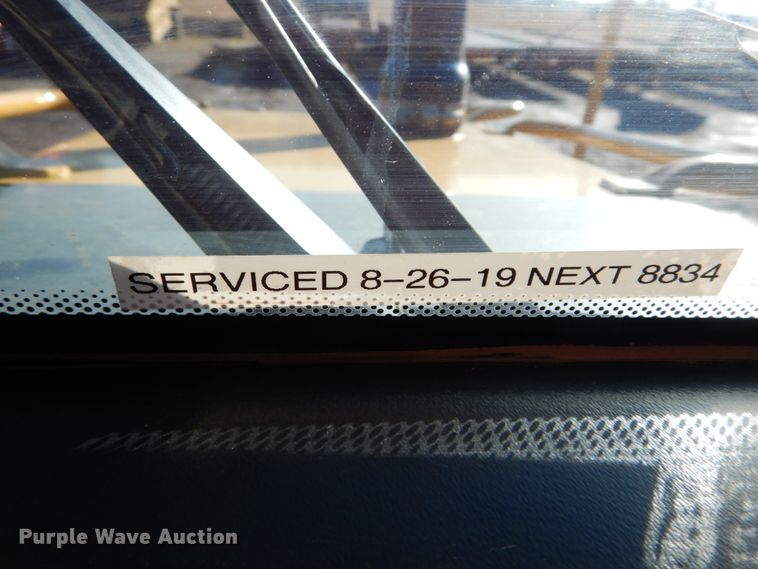 SERVICED 8-26-19 NEXT 8834
Purple Wave Auction